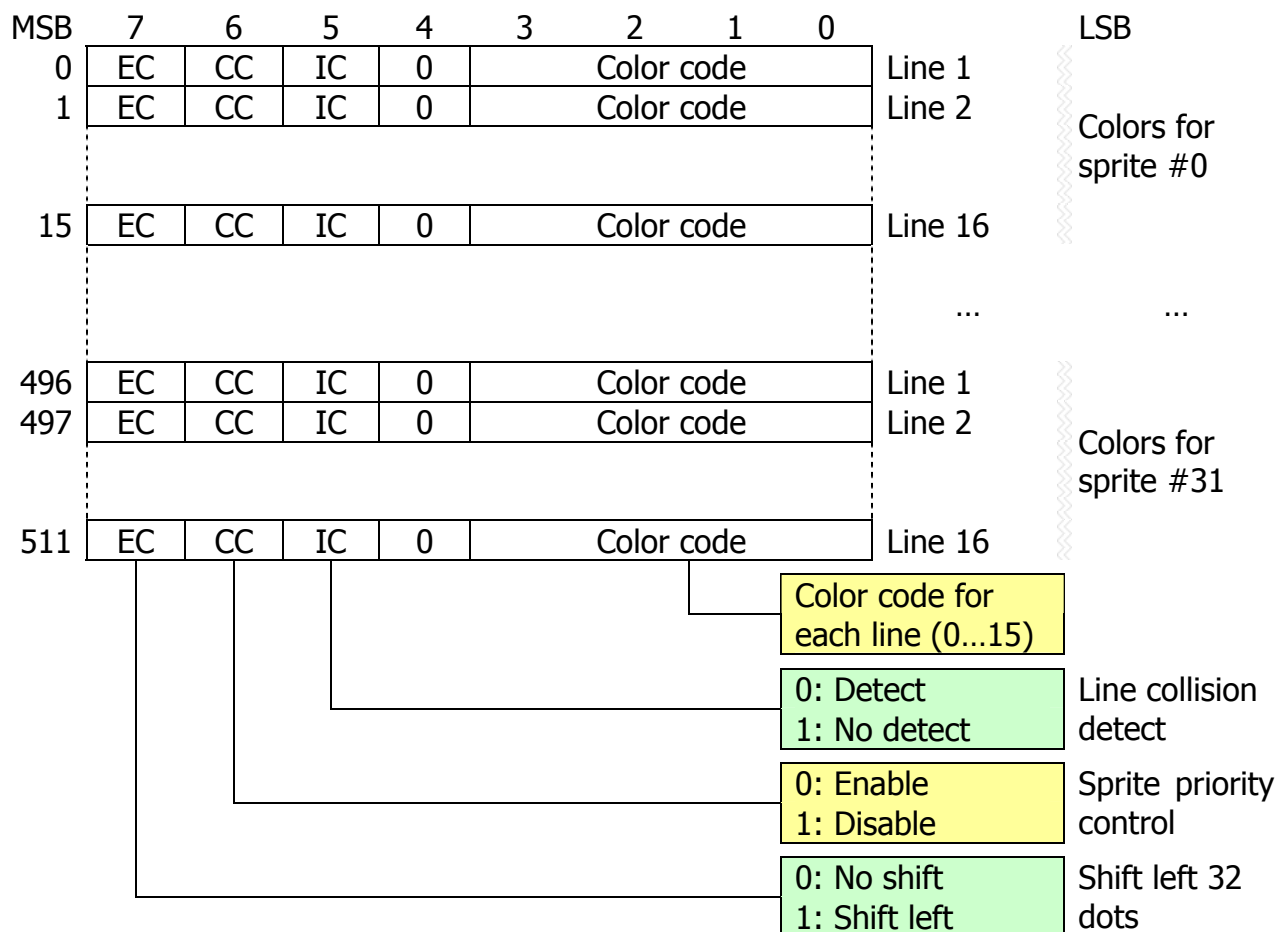 MSB 7 6 5 4 3 2 1 0 LSB
0 EC CC IC 0 Color code Line 1
1 EC CC IC 0 Color code Line 2
Colors for
sprite #0
15 EC CC IC 0 Color code Line 16
... ...
496 EC CC IC 0 Color code Line 1
497 EC CC IC 0 Color code Line 2
Colors for
sprite #31
511 EC CC IC 0 Color code Line 16
Color code for
each line (0...15)
0: Detect Line collision
1: No detect detect
0: Enable Sprite priority
1: Disable control
0: No shift Shift left 32
1: Shift left dots